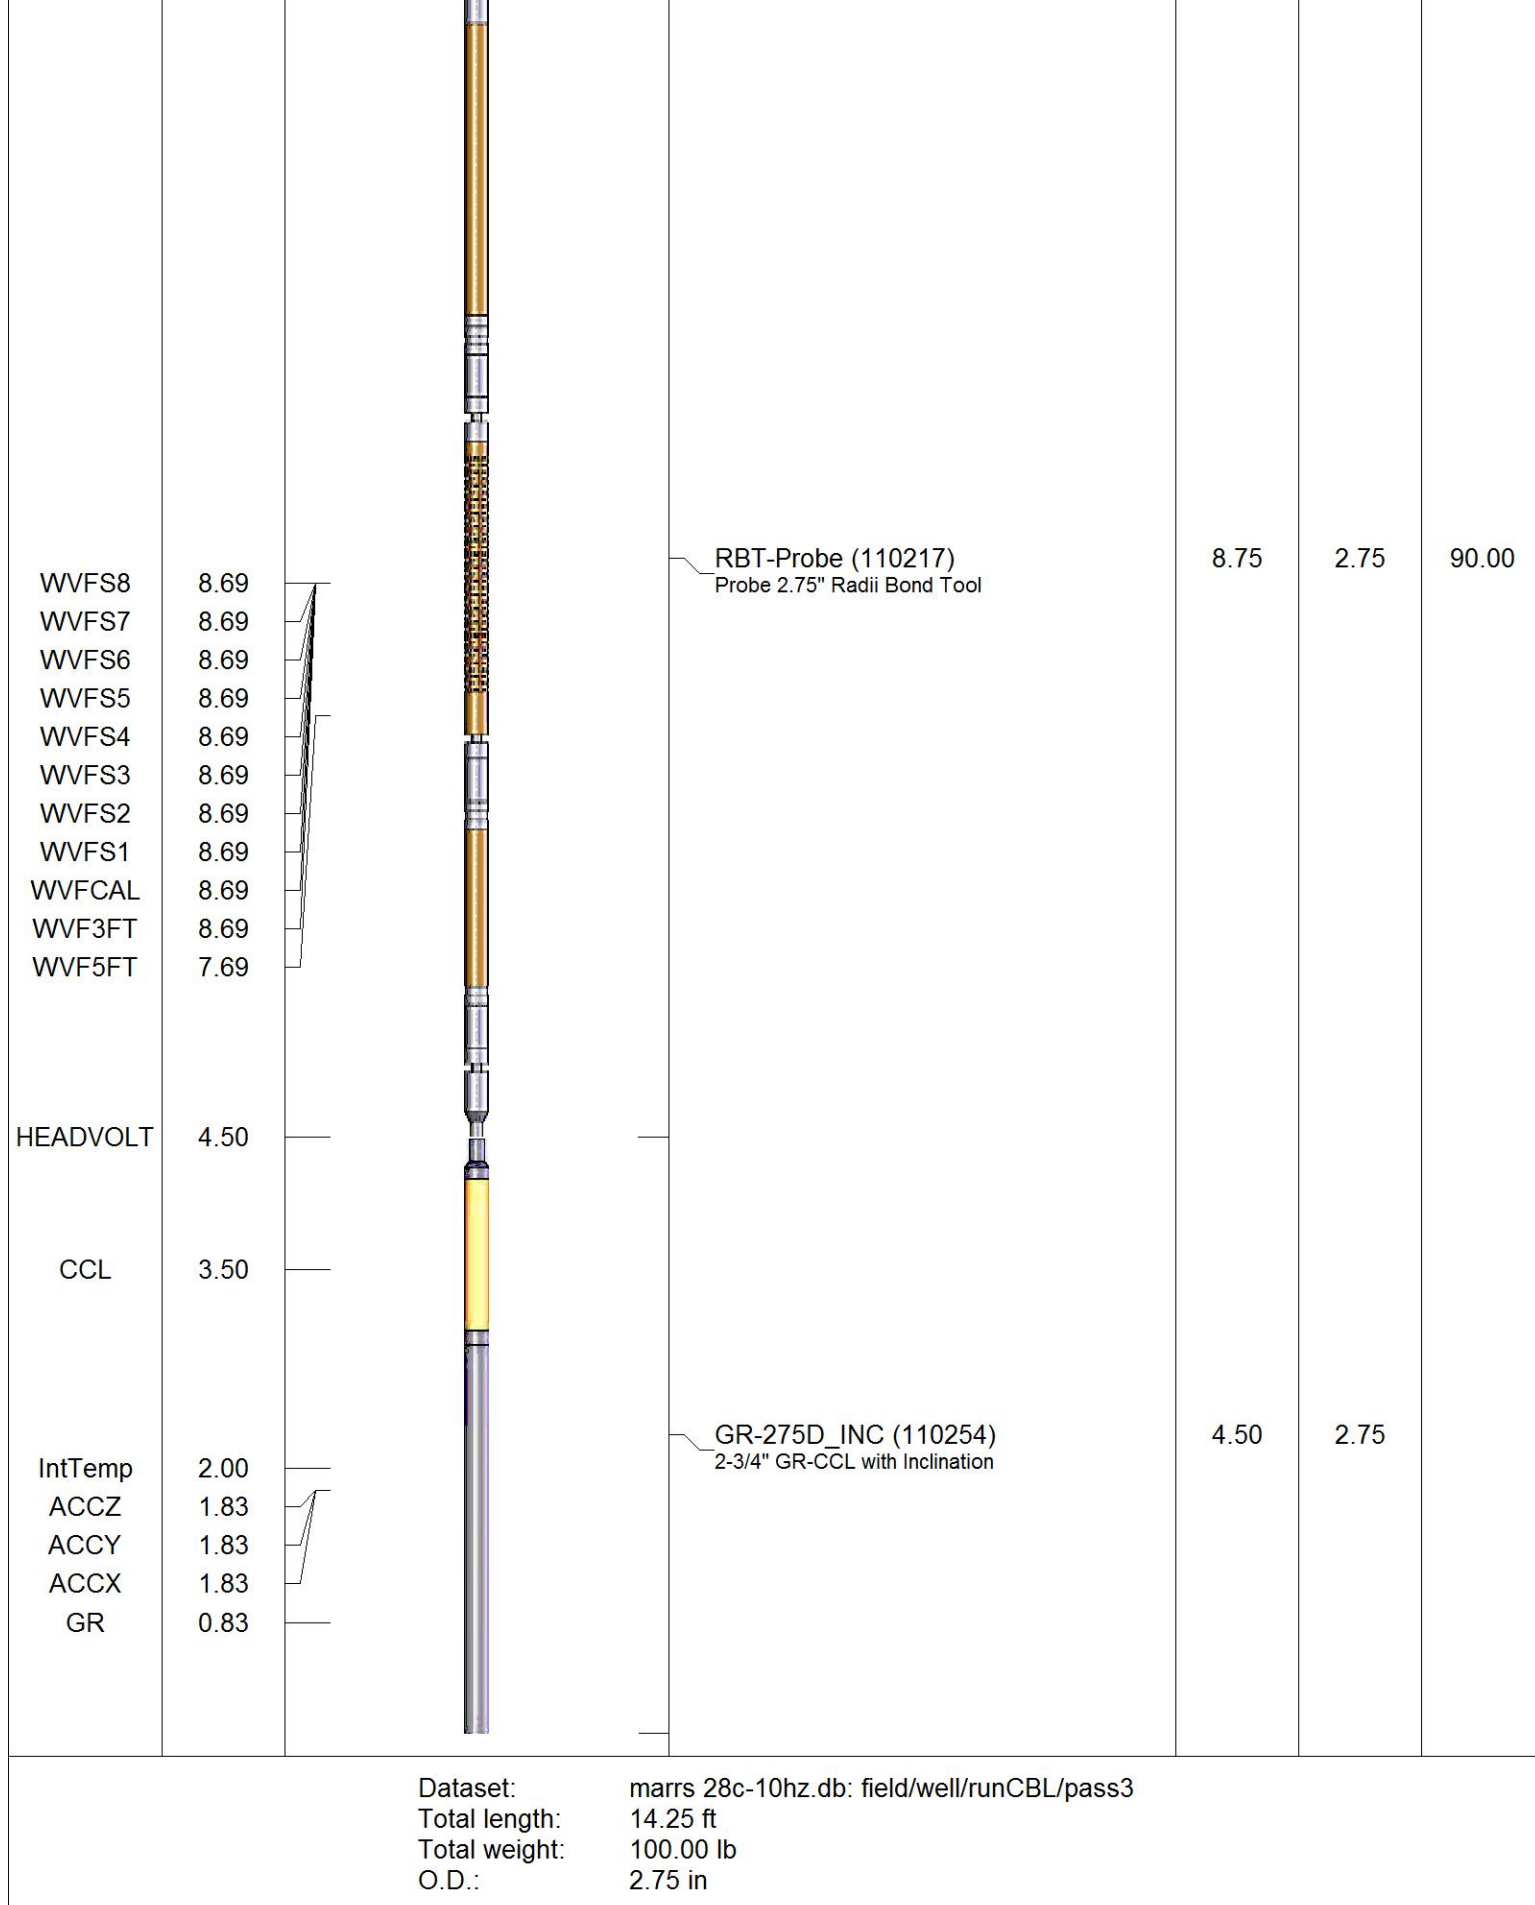 RBT-Probe (110217) 8.75 2.75 90.00
Probe 2.75" Radii Bond Tool
WVFS8 8.69
WVFS7 8.69
WVFS6 8.69
WVFS5 8.69
WVFS4 8.69
WVFS3 8.69
WVFS2 8.69
WVFS1 8.69
WVFCAL 8.69
WVF3FT 8.69
WVF5FT 7.69
HEADVOLT 4.50
CCL 3.50
GR-275D_INC (110254) 4.50 2.75
2-3/4" GR-CCL with Inclination
IntTemp 2.00
ACCZ 1.83
ACCY 1.83
ACCX 1.83
GR 0.83
Dataset: marrs 28c-10hz.db: field/well/runCBL/pass3
Total length: 14.25 ft
Total weight: 100.00 lb
O.D.: 2.75 in